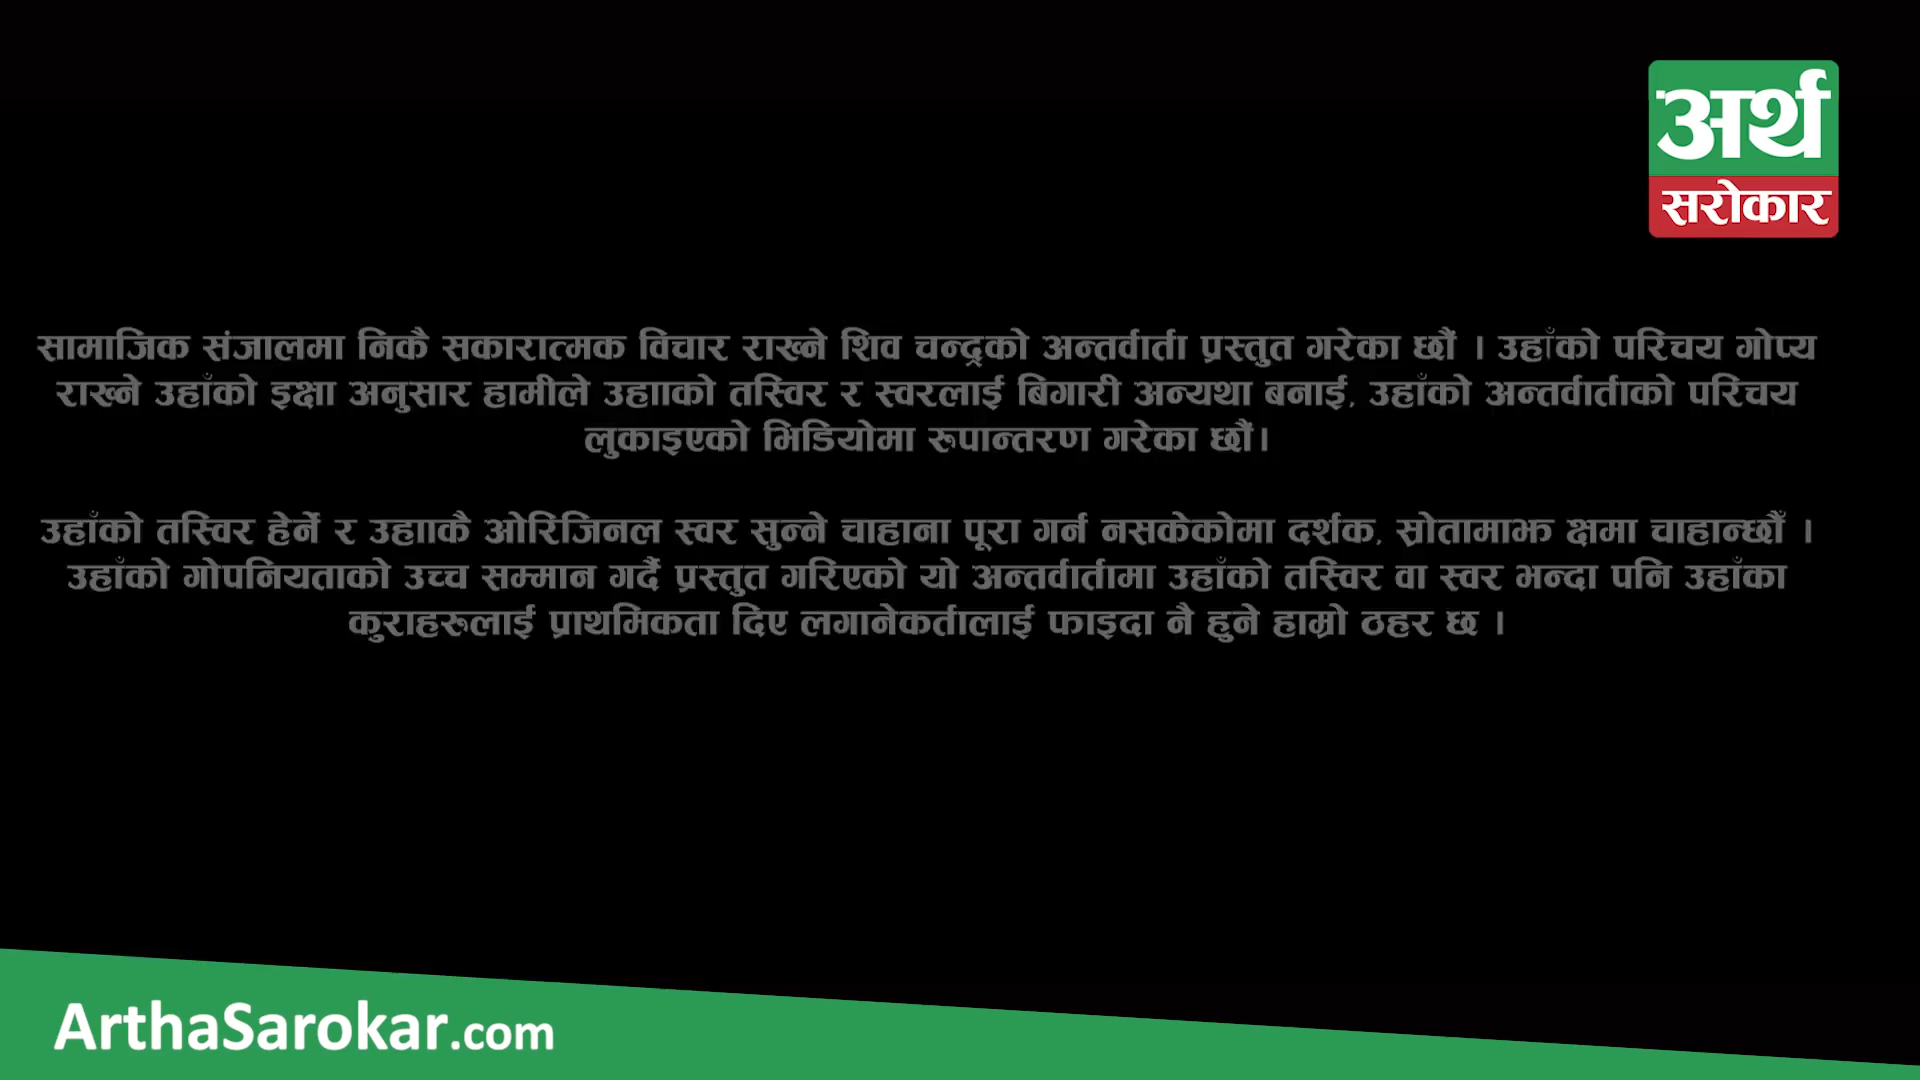 अर्थ
सरोकार
सामाजिक संजालमा निकै सकारात्मक विचार राख्ने शिव चन्द्रको अन्तर्वार्ता प्रस्तुत गरेका छौं । उहाँको परिचय गोप्य
राख्ने उहाँको इक्षा अनुसार हामीले उहााको तस्विर र स्वरलाई बिगारी अन्यथा बनाई, उहाँको अन्तर्वार्ताको परिचय
लुकाइएको भिडियोमा रूपान्तरण गरेका छौं।
उहाँको तस्विर हेर्ने र उहााकै ओरिजिनल स्वर सुन्ने चाहाना पूरा गर्न नसकेकोमा दर्शक, स्रोतामाझ क्षमा चाहान्छौँ ।
उहाँको गोपनियताको उच्च सम्मान गर्दै प्रस्तुत गरिएको यो अन्तर्वार्तामा उहाँको तस्विर वा स्वर भन्दा पनि उहाँका
कुराहरुलाई प्राथमिकता दिए लगानेकर्तालाई फाइदा नै हुने हाम्रो ठहर छ ।
ArthaSarokar.com